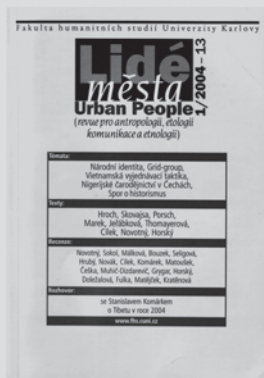 Fakulta humanitních studií Univerzity Karlovy
Lidé
města
Urban People
1/2004 – 13
(revue pro antropologii, etologii
komunikace a etnologii)
Témata:
Národní identita, Grid-group,
Vietnamská vyjednávací taktika,
Nigerijské čarodějnictví v Čechách,
Spor o historismus
Texty:
Hroch, Skovajsa, Porsch,
Marek, Jeřábková, Thomayerová,
Cílek, Novotný, Horský
Recenze:
Novotný, Sokol, Málková, Bouzek, Seligová,
Hrubý, Novák, Cílek, Komárek, Matoušek,
Češka, Muhič-Dizdarevič, Grygar, Horský,
Doležalová, Fulka, Matějček, Kratěnová
Rozhovor:
se Stanislavem Komárkem
o Tibetu v roce 2004
www.fhs.cuni.cz